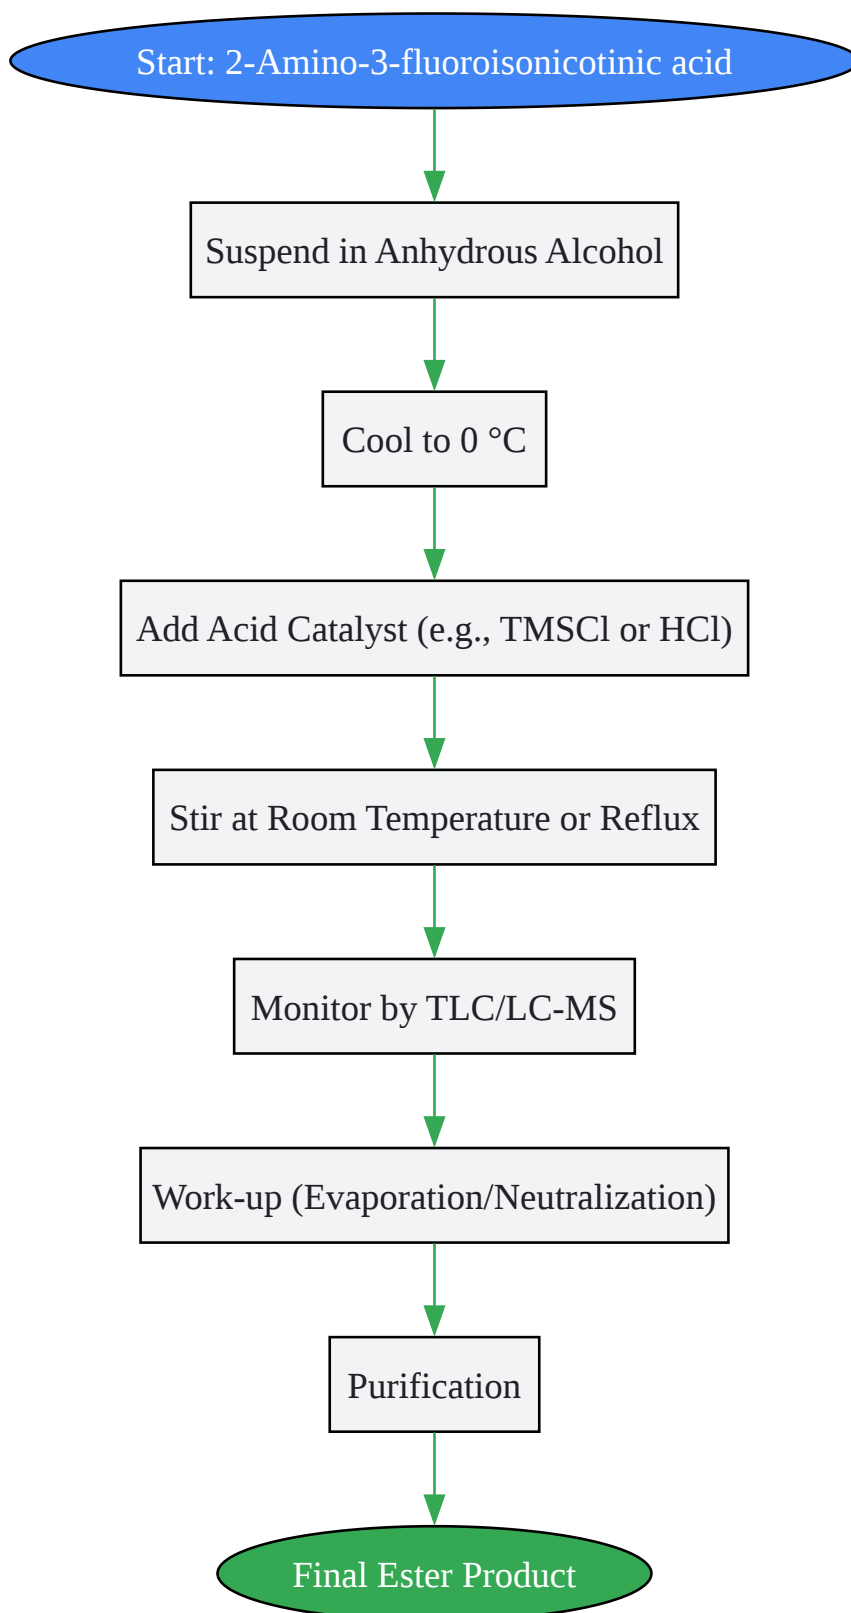 Start: 2-Amino-3-fluoroisonicotinic acid
Suspend in Anhydrous Alcohol
Cool to 0 °C
Add Acid Catalyst (e.g., TMSCl or HCl)
Stir at Room Temperature or Reflux
Monitor by TLC/LC-MS
Work-up (Evaporation/Neutralization)
Purification
Final Ester Product